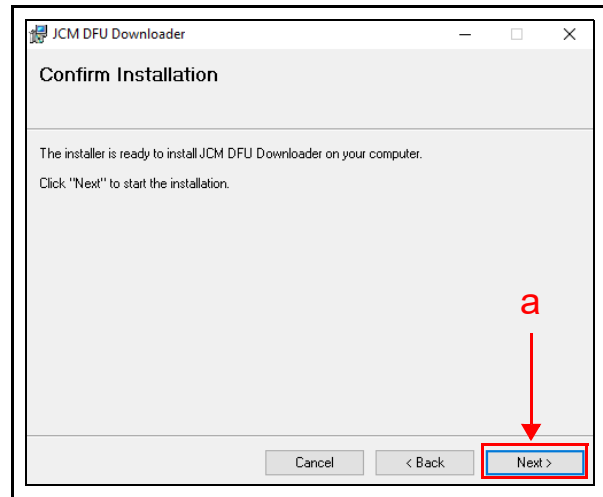 JCM DFU Downloader
Confirm Installation
The installer is ready to install JCM DFU Downloader on your computer.
Click "Next" to start the installation.
a
Cancel
< Back
Next >